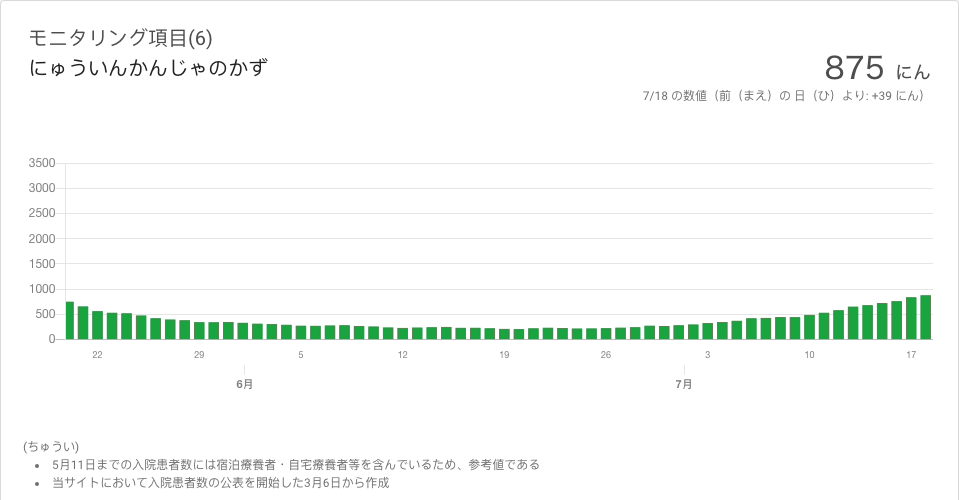 モニタリング項目(6)
にゅういんかんじゃのかず
875 にん
7/18 の数値（前（まえ）の 日（ひ）より: +39 にん）
3500
3000
2500
2000
1500
1000
500
0
22 29 5 12 19 26 3 10 17
6月 7月
(ちゅうい)
• 5月11日までの入院患者数には宿泊療養者・自宅療養者等を含んでいるため、参考値である
• 当サイトにおいて入院患者数の公表を開始した3月6日から作成